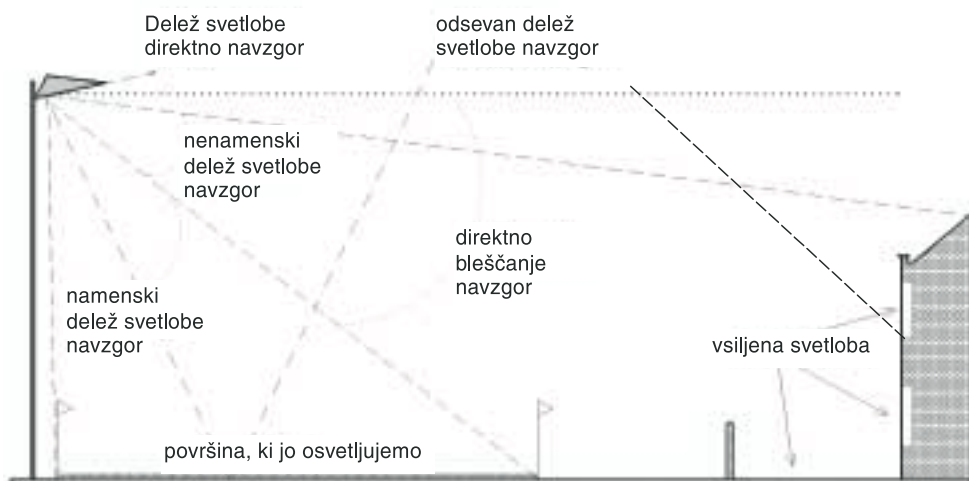 Delež svetlobe
direktno navzgor
odsevan delež
svetlobe navzgor
nenamenski
delež svetlobe
navzgor
direktno
bleščanje
navzgor
namenski
delež svetlobe
navzgor
vsiljena svetloba
površina, ki jo osvetljujemo